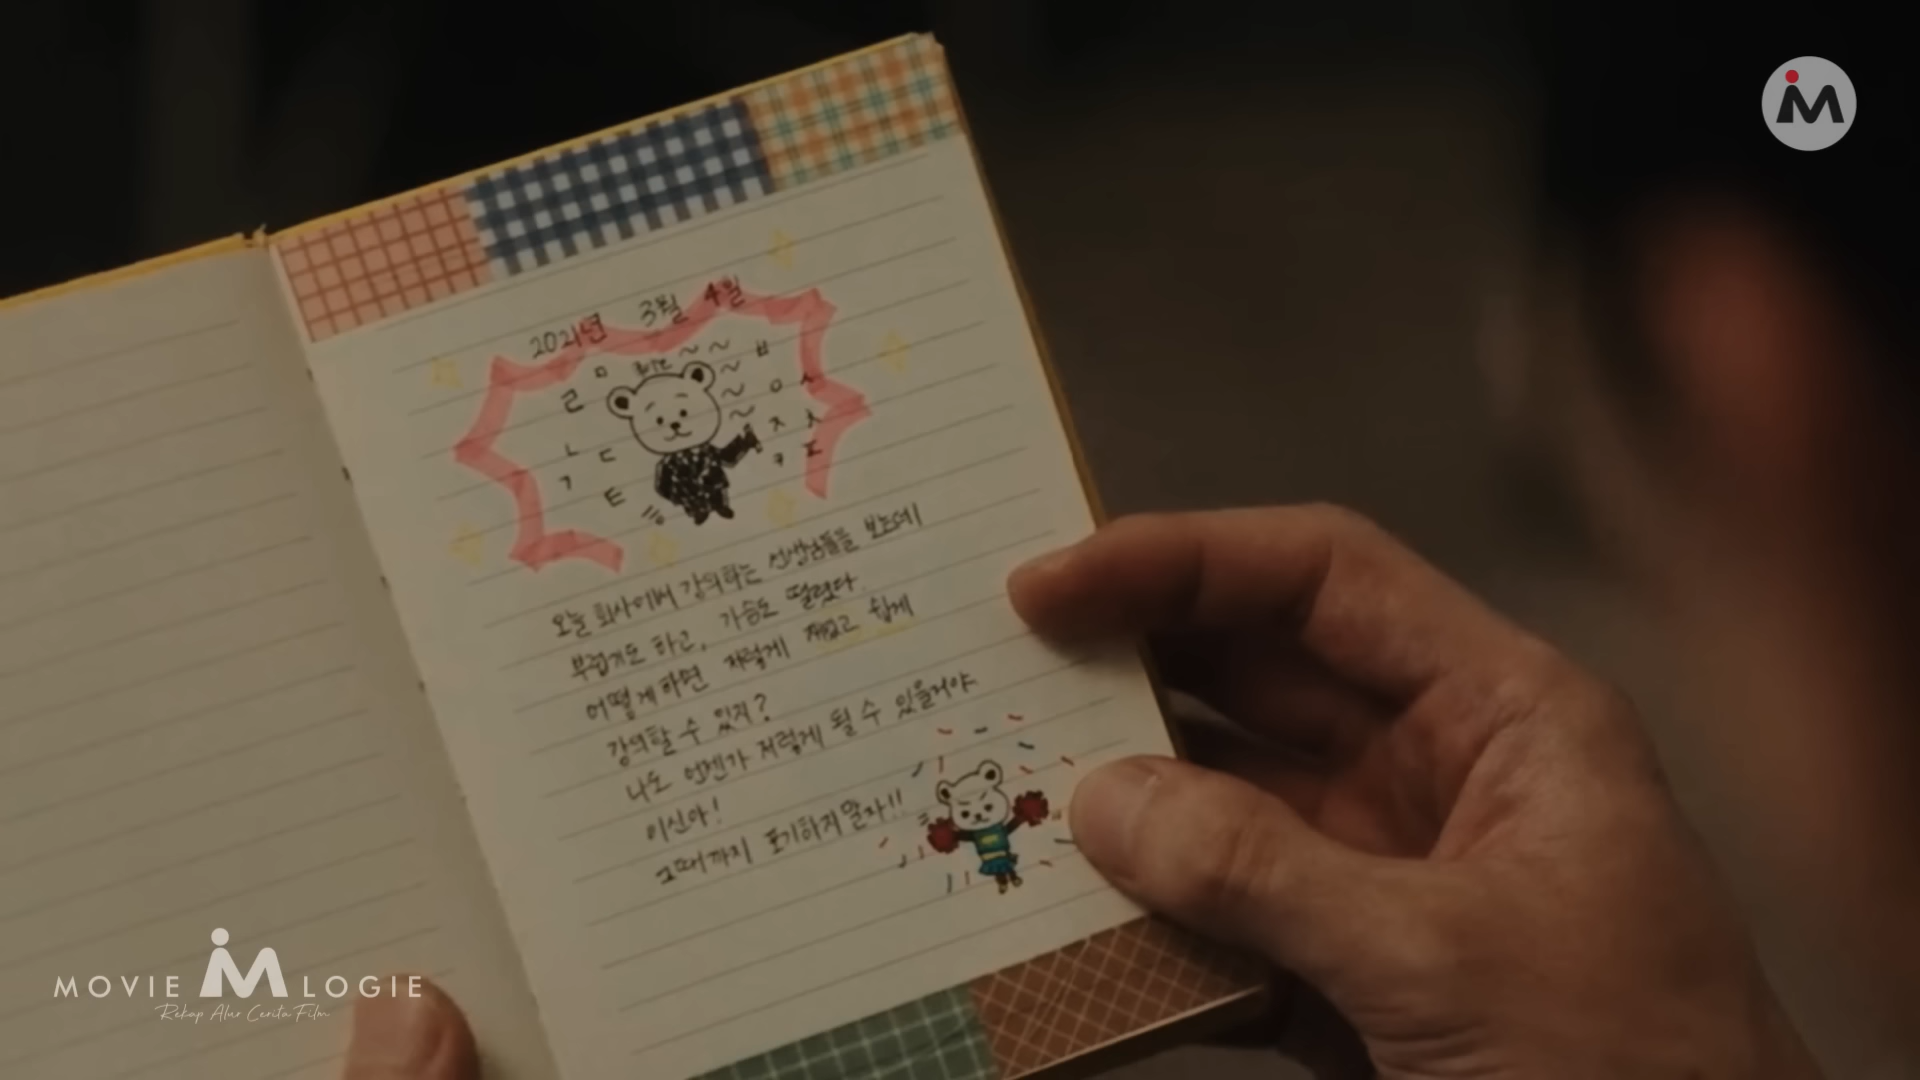 2021년 3월 4일
ㅁ
ㅂ
ㄹ
ㅇ ㅅ
ㄴ ㄷ
ㅈ ㅊ
ㄱ
ㅋ ㅍ
ㅌ
오늘 회사에서 강의하는 선생님들을 보는데
부럽기도 하고, 가슴도 떨렸다.
어떻게하면 저렇게 재밌고 쉽게
강의할 수 있지?
나도 언젠가 저렇게 될 수 있을거야
이신아!
그때까지 포기하지말자!!
M
MOVIE M LOGIE
Rekap Alur Cerita Film